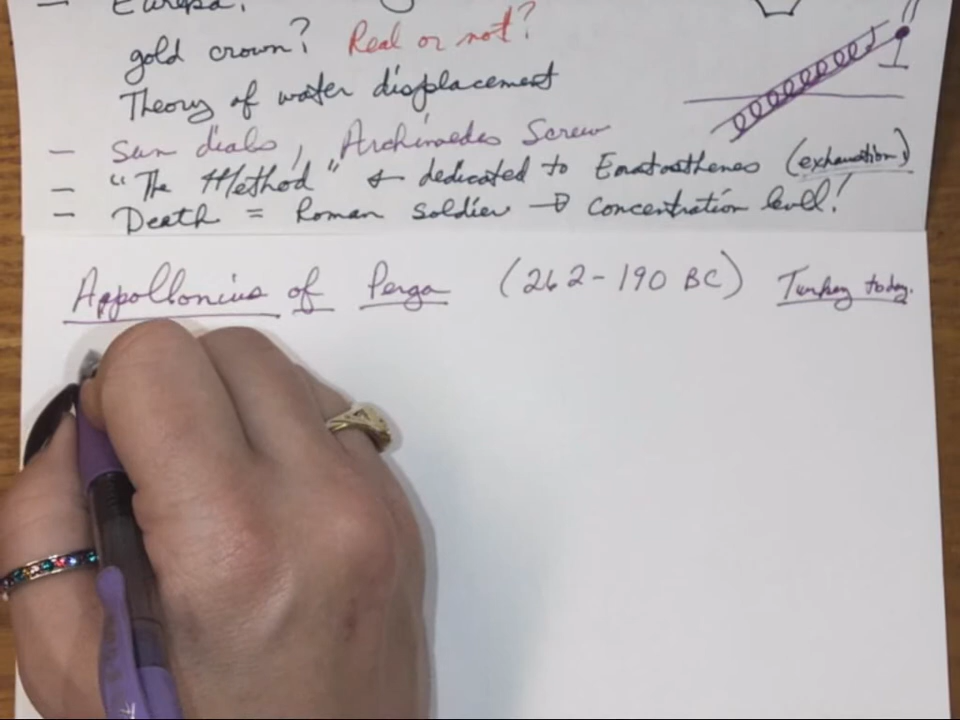 — Eureka!
gold crown? Real or not?
Theory of water displacement
— Sun dials, Archimedes Screw
— "The Method" ← dedicated to Eratosthenes (exhaustion)
— Death = Roman soldier → concentration level!
Appollonius of Perga (262-190 BC) Turkey today.